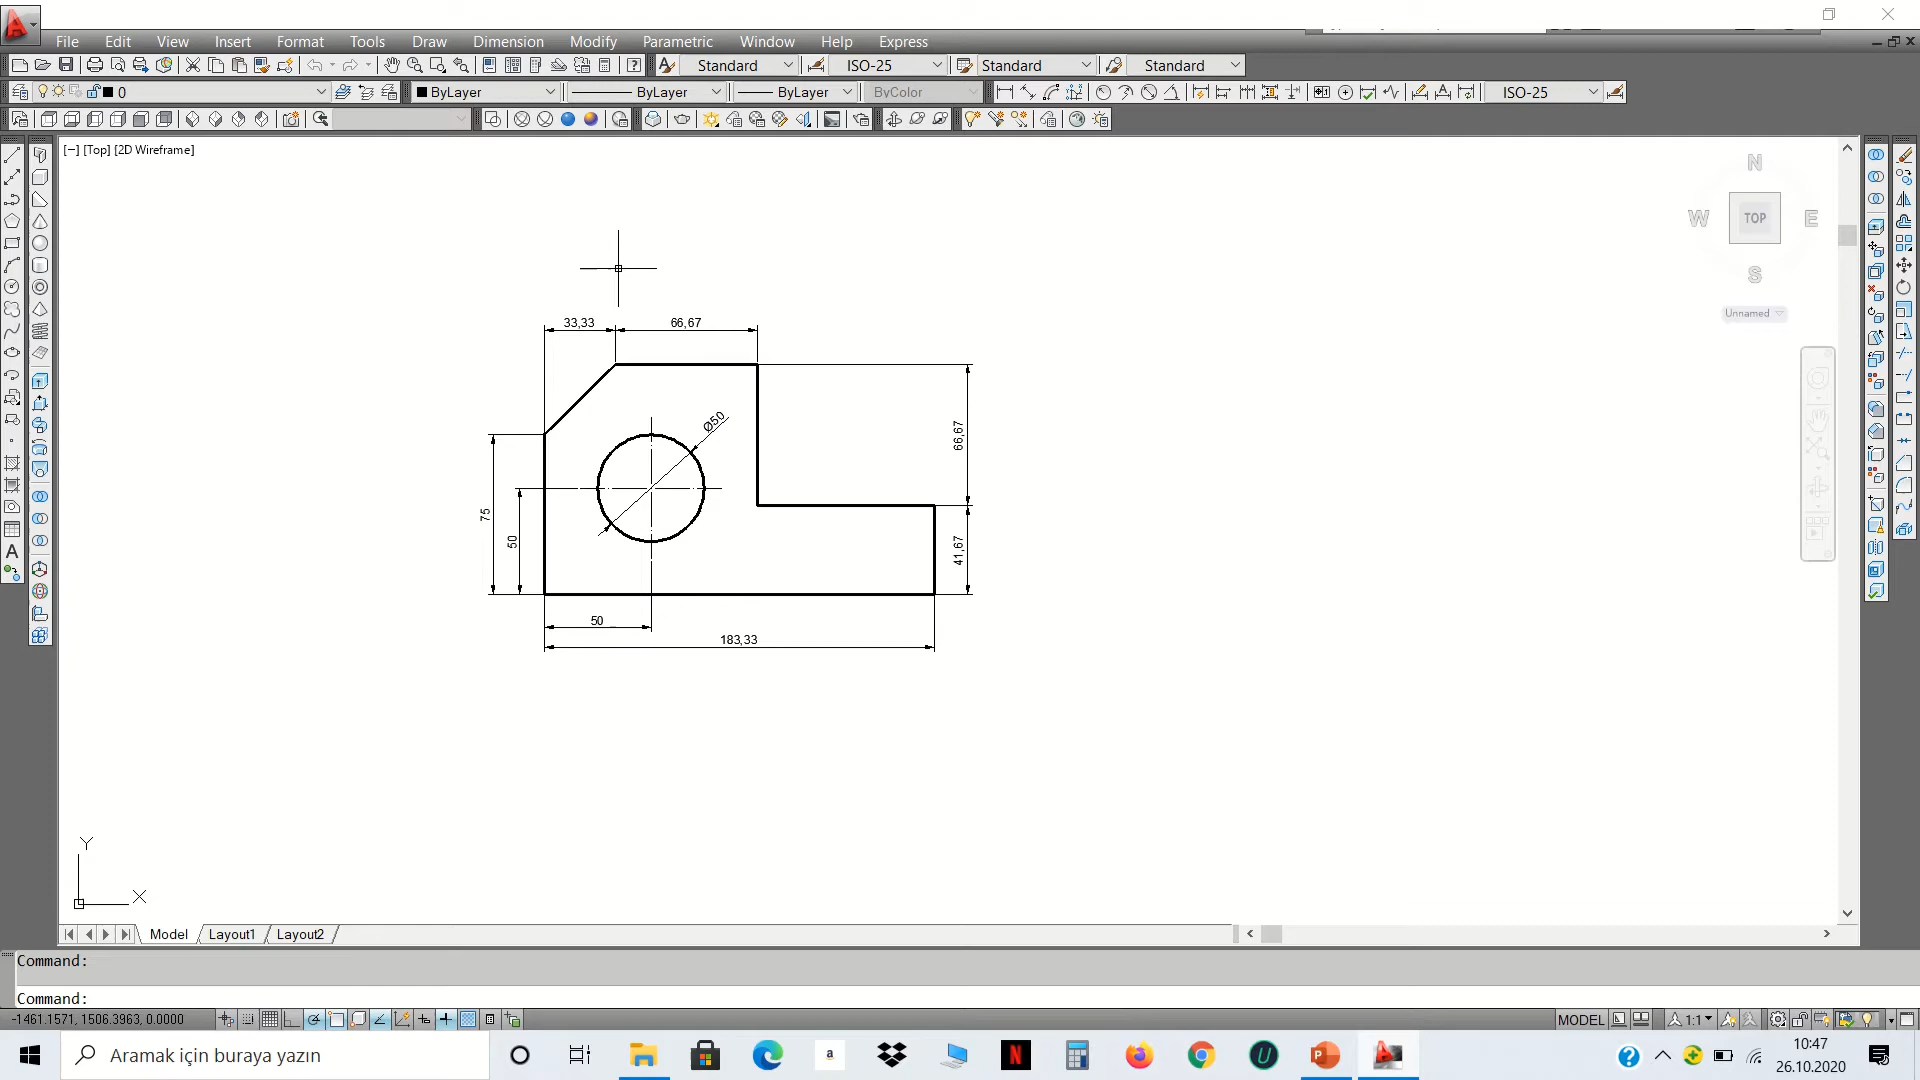 File Edit View Insert Format Tools Draw Dimension Modify Parametric Window Help Express
Standard ISO-25 Standard Standard
0 ByLayer ByLayer ByLayer ByColor ISO-25
[−] [Top] [2D Wireframe]
N
W TOP E
S
Unnamed
33,33 66,67
Ø50
66,67
75
50
41,67
50
183,33
Y
X
Model Layout1 Layout2
Command:
Command:
-1461.1571, 1506.3963, 0.0000 MODEL 1:1
Aramak için buraya yazın
10:47
26.10.2020